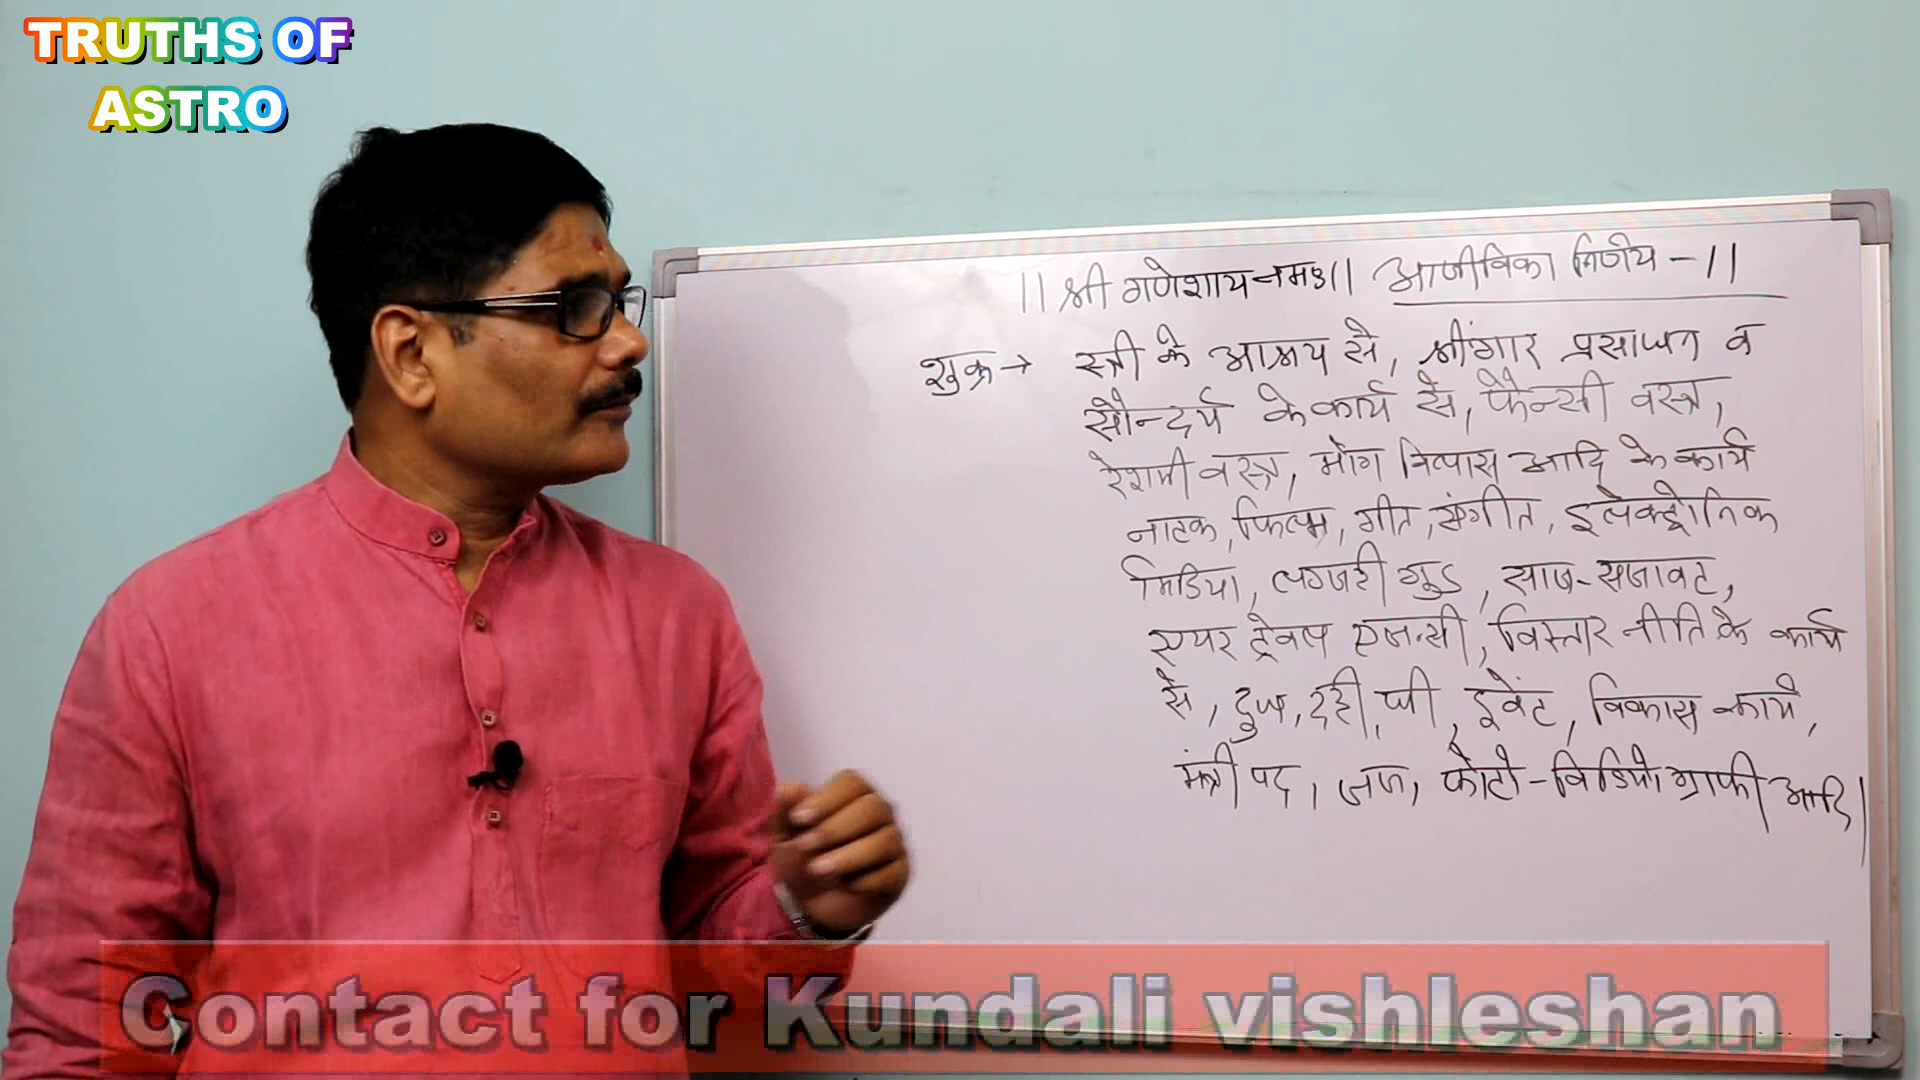 TRUTHS OF
ASTRO
|| श्री गणेशाय नमः || आजीविका निर्णय - 11
शुक्र → स्त्री के आश्रय से, श्रींगार प्रसाधन व
सौन्दर्य के कार्य से, फैन्सी वस्त्र,
रेशमी वस्त्र, भोग विलास आदि के कार्य
नाटक, फिल्म, गीत, संगीत, इलेक्ट्रोनिक
मिडिया, लग्जरी गुड, साज-सजावट,
एयर ट्रेवल एजन्सी, विस्तार नीति के कार्य
से, दुध, दही, घी, इवेंट, विकास कार्य,
मंत्री पद, जज, फोटो-विडियो ग्राफी आदि|
Contact for Kundali vishleshan